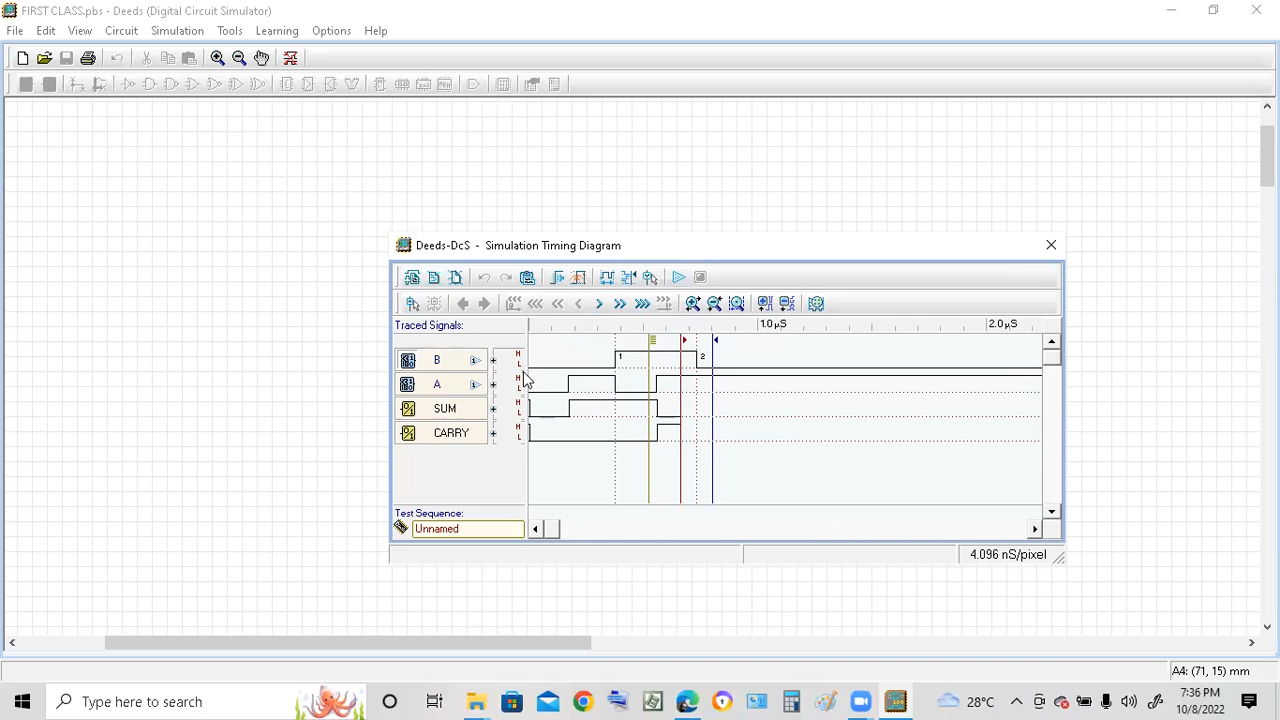 FIRST CLASS.pbs - Deeds (Digital Circuit Simulator)
File Edit View Circuit Simulation Tools Learning Options Help
Deeds-DcS - Simulation Timing Diagram
Traced Signals:
1.0 µS 2.0 µS
B H L 1 2
A H L
SUM H L
CARRY H L
Test Sequence:
Unnamed
4.096 nS/pixel
A4: (71, 15) mm
Type here to search
28°C
7:36 PM
10/8/2022